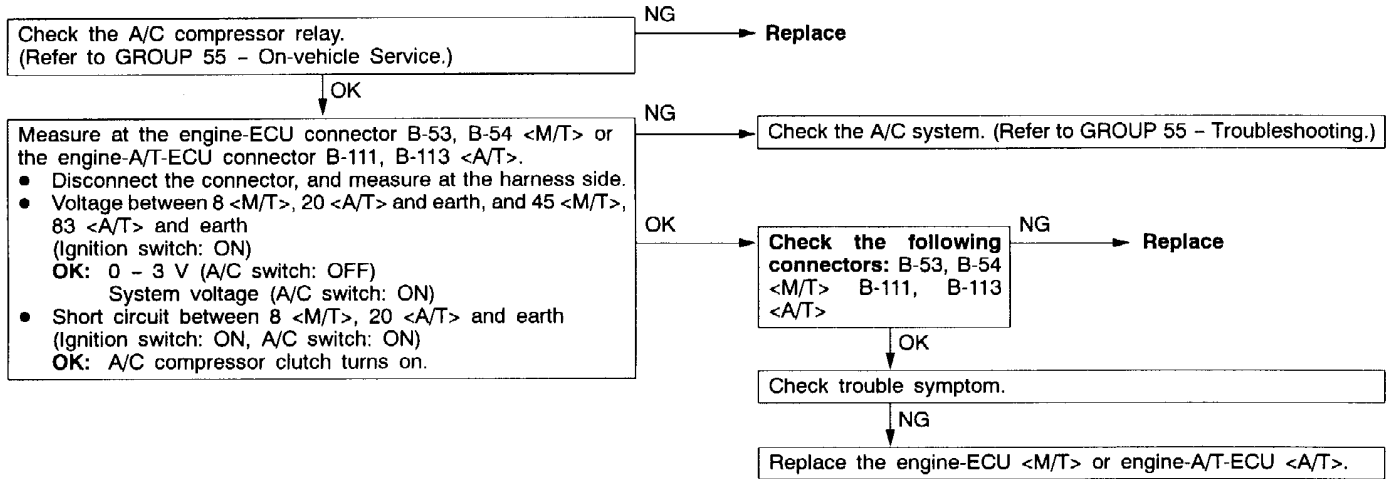 Check the A/C compressor relay.
(Refer to GROUP 55 – On-vehicle Service.)
NG
Replace
OK
Measure at the engine-ECU connector B-53, B-54 <M/T> or
the engine-A/T-ECU connector B-111, B-113 <A/T>.
● Disconnect the connector, and measure at the harness side.
● Voltage between 8 <M/T>, 20 <A/T> and earth, and 45 <M/T>,
83 <A/T> and earth
(Ignition switch: ON)
OK: 0 – 3 V (A/C switch: OFF)
System voltage (A/C switch: ON)
● Short circuit between 8 <M/T>, 20 <A/T> and earth
(Ignition switch: ON, A/C switch: ON)
OK: A/C compressor clutch turns on.
NG
Check the A/C system. (Refer to GROUP 55 – Troubleshooting.)
OK
Check the following
connectors: B-53, B-54
<M/T> B-111, B-113
<A/T>
NG
Replace
OK
Check trouble symptom.
NG
Replace the engine-ECU <M/T> or engine-A/T-ECU <A/T>.